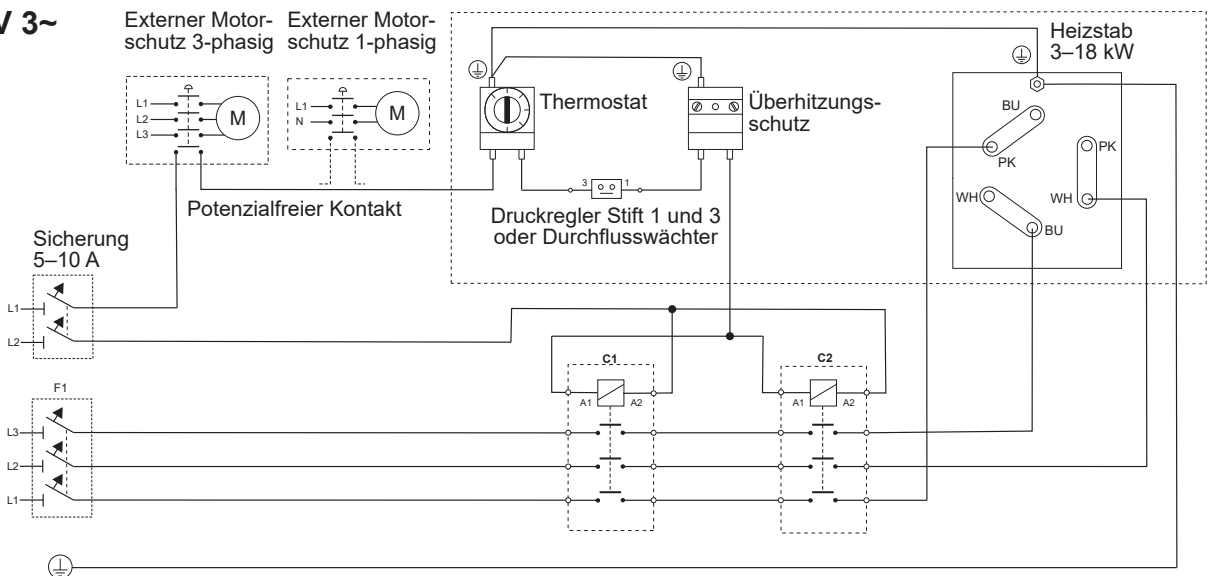 V 3~
Externer Motor-
schutz 3-phasig
Externer Motor-
schutz 1-phasig
Heizstab
3–18 kW
L1
L2
L3
M
L1
N
M
Thermostat
Überhitzungs-
schutz
BU
PK
PK
WH
WH
BU
3
1
Potenzialfreier Kontakt
Druckregler Stift 1 und 3
oder Durchflusswächter
Sicherung
5–10 A
L1
L2
C1
C2
A1
A2
A1
A2
F1
L3
L2
L1